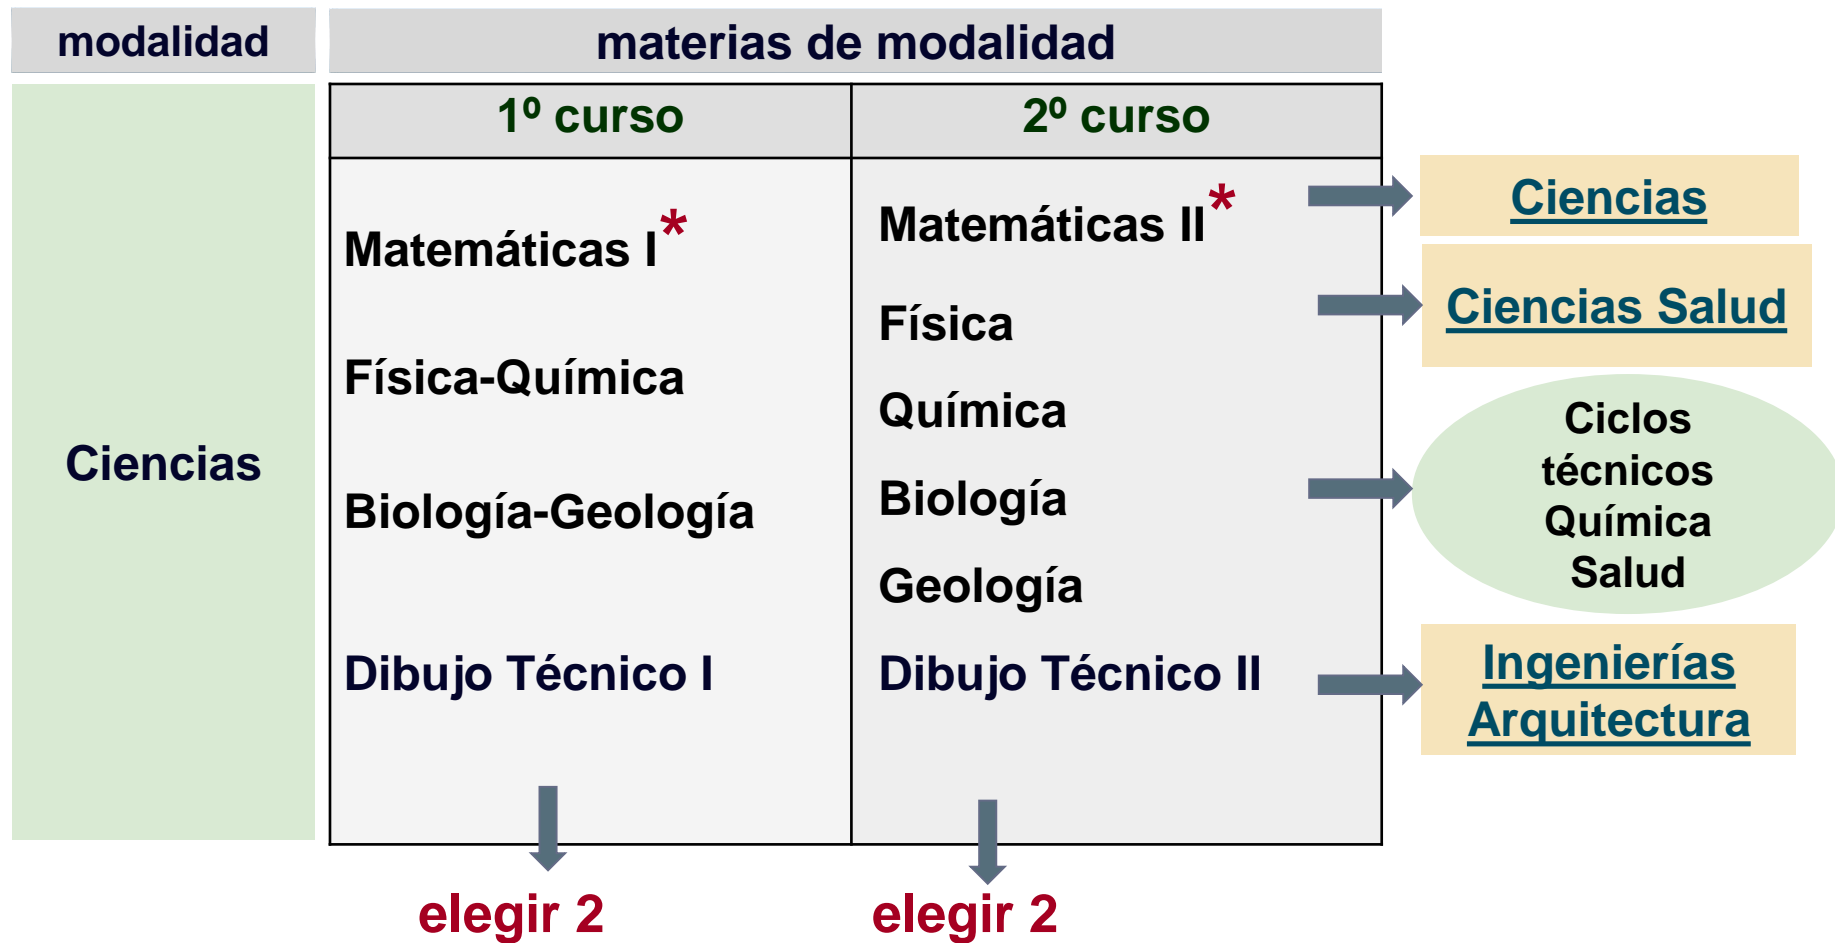 modalidad
materias de modalidad
1º curso
2º curso
Ciencias
Matemáticas I*
Física-Química
Biología-Geología
Dibujo Técnico I
Matemáticas II*
Física
Química
Biología
Geología
Dibujo Técnico II
Ciencias
Ciencias Salud
Ciclos
técnicos
Química
Salud
Ingenierías
Arquitectura
elegir 2
elegir 2